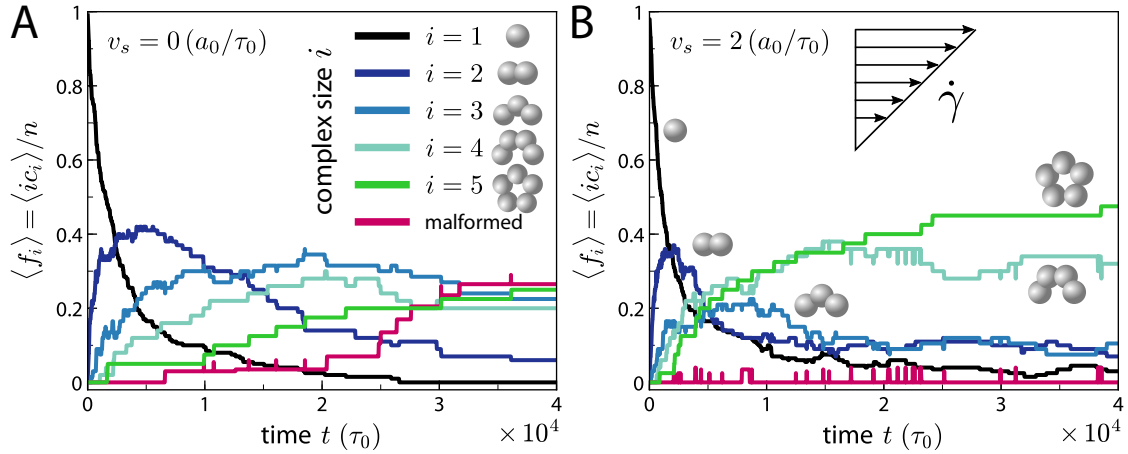 A
v_s = 0 (a_0/τ_0)
complex size i
i = 1
i = 2
i = 3
i = 4
i = 5
malformed
⟨f_i⟩ = ⟨ic_i⟩/n
1
0.8
0.6
0.4
0.2
0
0
1
2
3
4
time t (τ_0)
× 10^4
B
v_s = 2 (a_0/τ_0)
γ̇
⟨f_i⟩ = ⟨ic_i⟩/n
1
0.8
0.6
0.4
0.2
0
0
1
2
3
4
time t (τ_0)
× 10^4